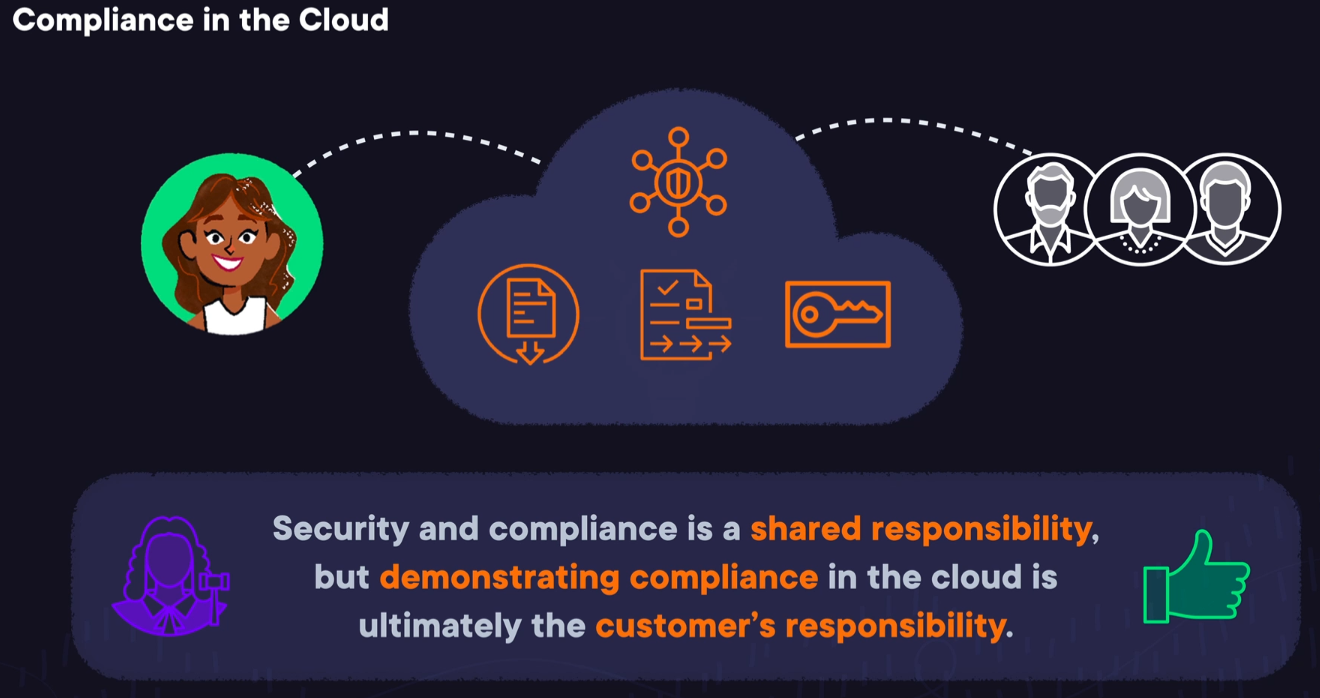 Compliance in the Cloud
Security and compliance is a shared responsibility,
but demonstrating compliance in the cloud is
ultimately the customer's responsibility.